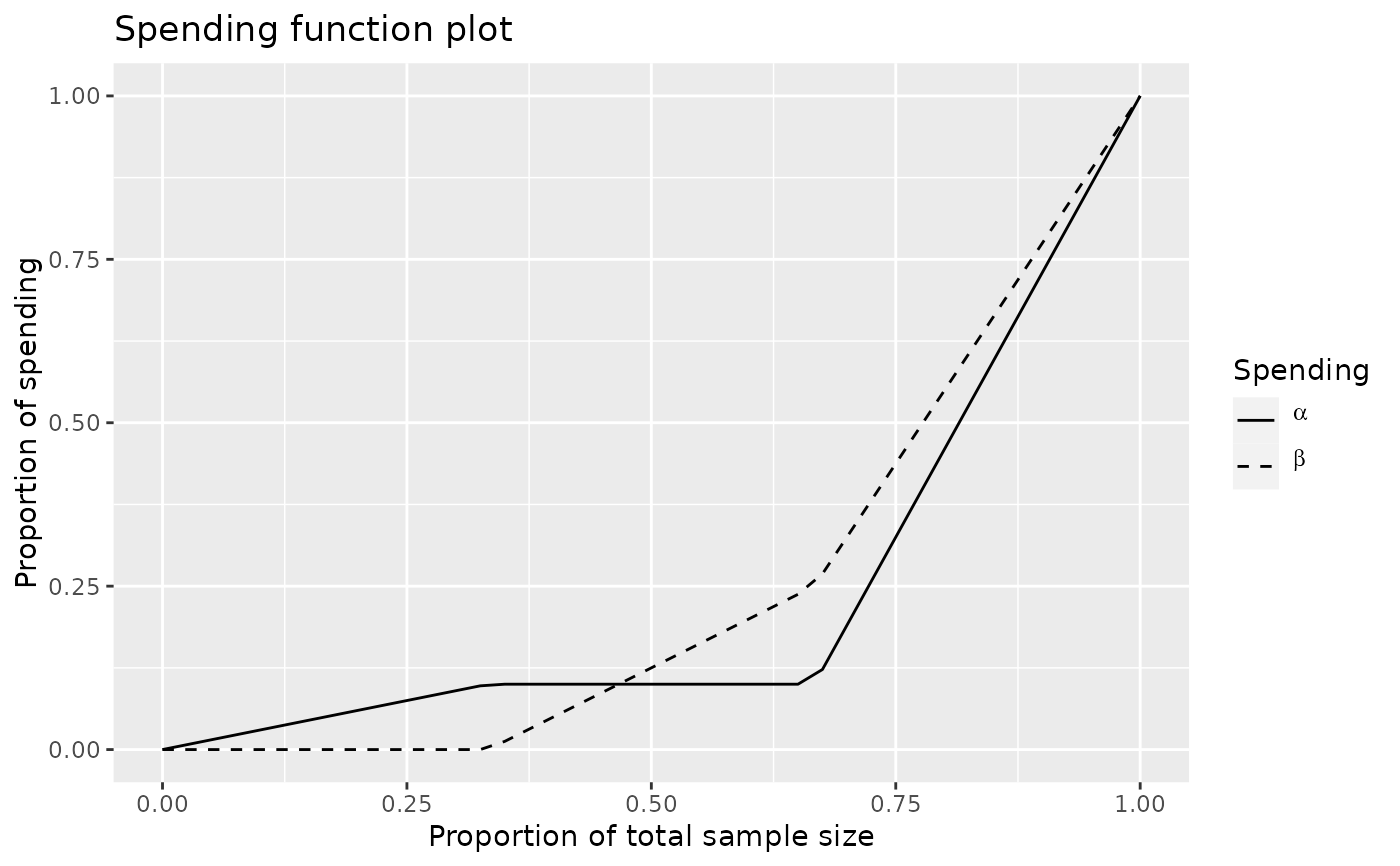 Spending function plot
1.00
0.75
0.50
0.25
0.00
Proportion of spending
0.00 0.25 0.50 0.75 1.00
Proportion of total sample size
Spending
α
β